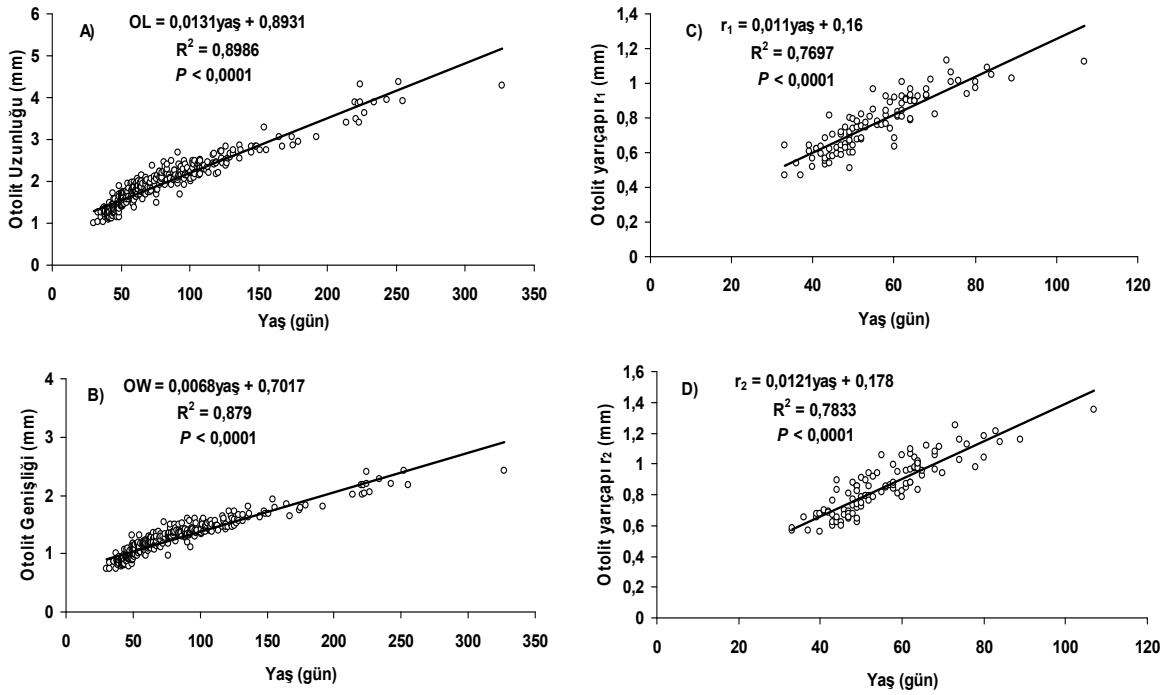 A)
OL = 0,0131yaş + 0,8931
R² = 0,8986
P < 0,0001
Otolit Uzunluğu (mm)
6
5
4
3
2
1
0
0 50 100 150 200 250 300 350
Yaş (gün)
C)
r₁ = 0,011yaş + 0,16
R² = 0,7697
P < 0,0001
Otolit yarıçapı r₁ (mm)
1,4
1,2
1
0,8
0,6
0,4
0,2
0
0 20 40 60 80 100 120
Yaş (gün)
B)
OW = 0,0068yaş + 0,7017
R² = 0,879
P < 0,0001
Otolit Genişliği (mm)
4
3
2
1
0
0 50 100 150 200 250 300 350
Yaş (gün)
D)
r₂ = 0,0121yaş + 0,178
R² = 0,7833
P < 0,0001
Otolit yarıçapı r₂ (mm)
1,6
1,4
1,2
1
0,8
0,6
0,4
0,2
0
0 20 40 60 80 100 120
Yaş (gün)